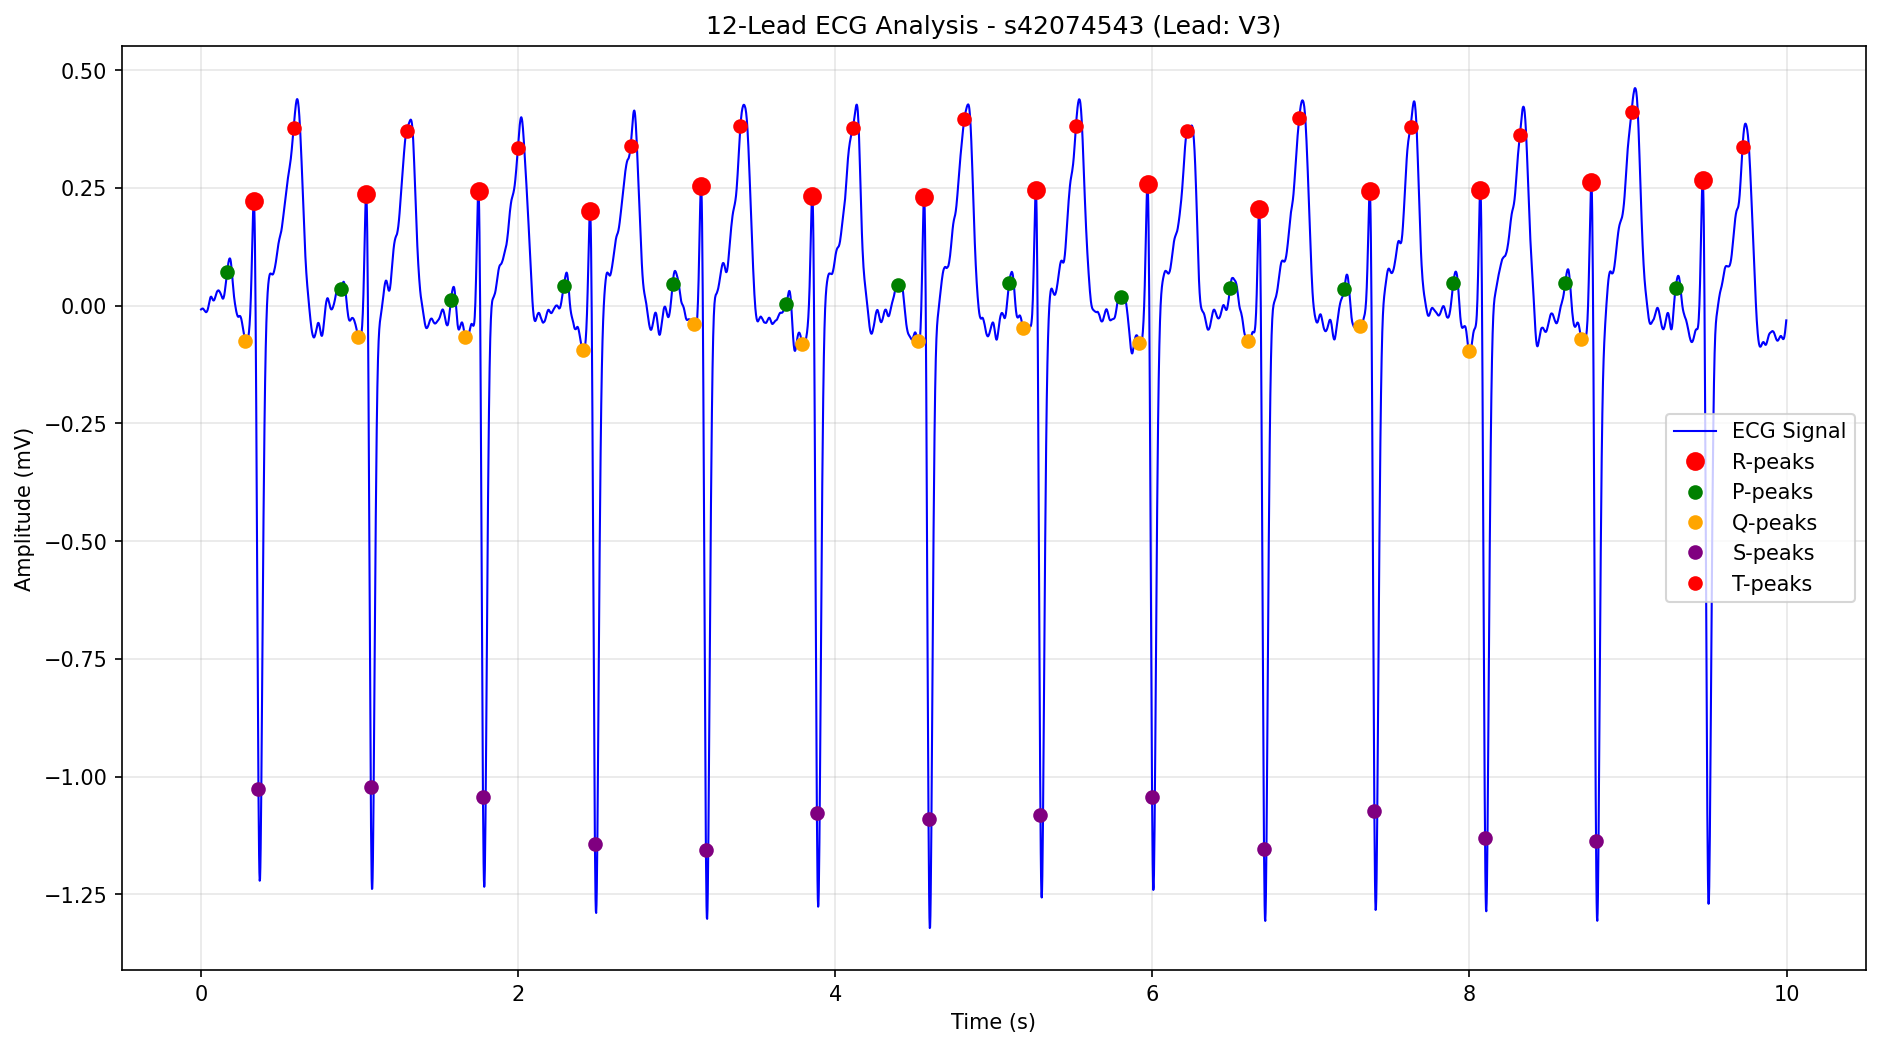 12-Lead ECG Analysis - s42074543 (Lead: V3)
0.50
0.25
0.00
−0.25
−0.50
−0.75
−1.00
−1.25
Amplitude (mV)
ECG Signal
R-peaks
P-peaks
Q-peaks
S-peaks
T-peaks
0 2 4 6 8 10
Time (s)